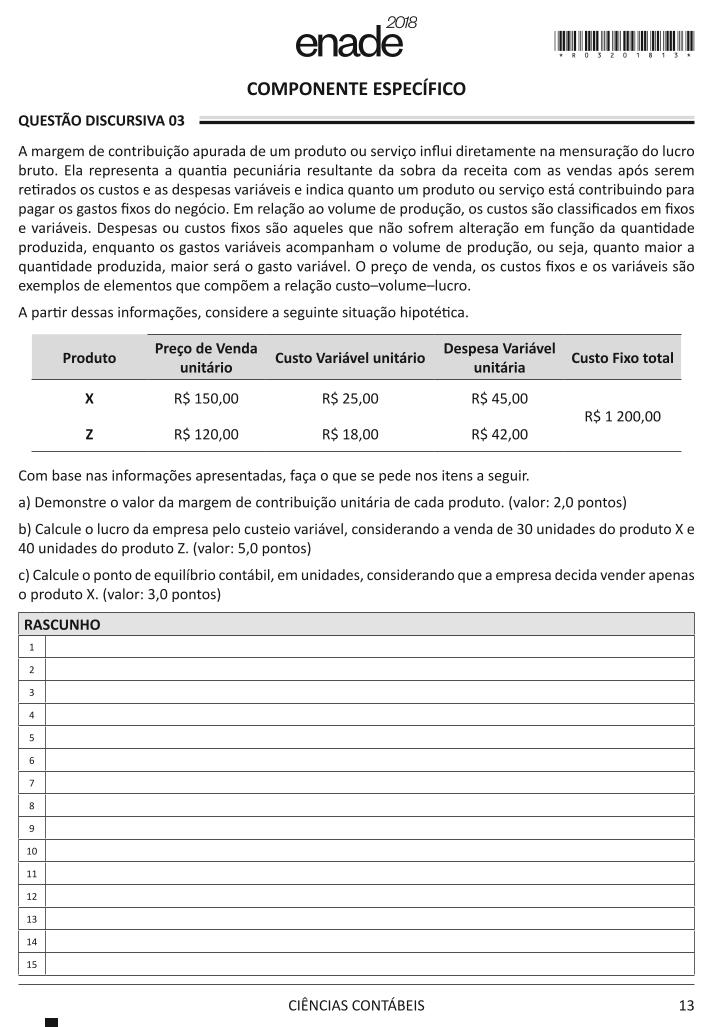 enade 2018
*R03201813*
COMPONENTE ESPECÍFICO
QUESTÃO DISCURSIVA 03
A margem de contribuição apurada de um produto ou serviço influi diretamente na mensuração do lucro
bruto. Ela representa a quantia pecuniária resultante da sobra da receita com as vendas após serem
retirados os custos e as despesas variáveis e indica quanto um produto ou serviço está contribuindo para
pagar os gastos fixos do negócio. Em relação ao volume de produção, os custos são classificados em fixos
e variáveis. Despesas ou custos fixos são aqueles que não sofrem alteração em função da quantidade
produzida, enquanto os gastos variáveis acompanham o volume de produção, ou seja, quanto maior a
quantidade produzida, maior será o gasto variável. O preço de venda, os custos fixos e os variáveis são
exemplos de elementos que compõem a relação custo–volume–lucro.
A partir dessas informações, considere a seguinte situação hipotética.
Produto Preço de Venda unitário Custo Variável unitário Despesa Variável unitária Custo Fixo total
X R$ 150,00 R$ 25,00 R$ 45,00
R$ 1 200,00
Z R$ 120,00 R$ 18,00 R$ 42,00
Com base nas informações apresentadas, faça o que se pede nos itens a seguir.
a) Demonstre o valor da margem de contribuição unitária de cada produto. (valor: 2,0 pontos)
b) Calcule o lucro da empresa pelo custeio variável, considerando a venda de 30 unidades do produto X e
40 unidades do produto Z. (valor: 5,0 pontos)
c) Calcule o ponto de equilíbrio contábil, em unidades, considerando que a empresa decida vender apenas
o produto X. (valor: 3,0 pontos)
RASCUNHO
1
2
3
4
5
6
7
8
9
10
11
12
13
14
15
CIÊNCIAS CONTÁBEIS 13